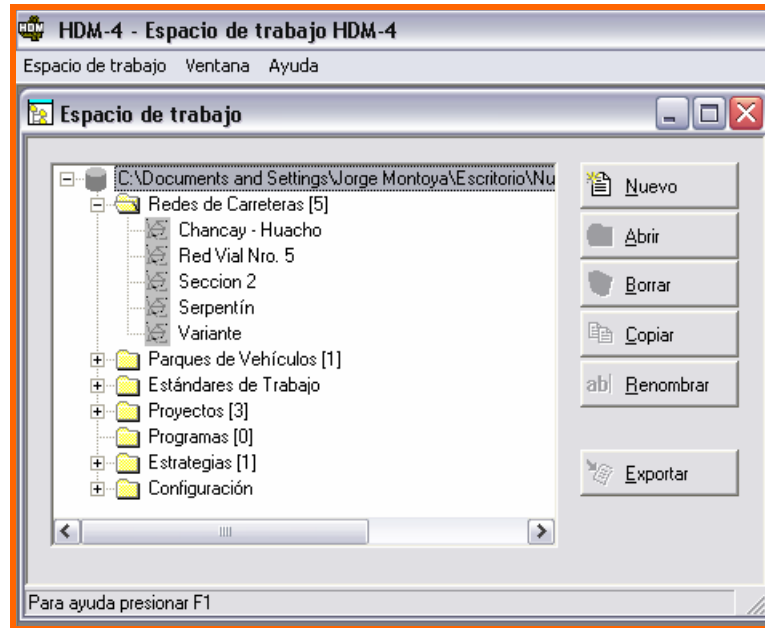 HDM-4 - Espacio de trabajo HDM-4
Espacio de trabajo Ventana Ayuda
Espacio de trabajo
C:\Documents and Settings\Jorge Montoya\Escritorio\Nu
Redes de Carreteras [5]
Chancay - Huacho
Red Vial Nro. 5
Seccion 2
Serpentín
Variante
Parques de Vehículos [1]
Estándares de Trabajo
Proyectos [3]
Programas [0]
Estrategias [1]
Configuración
Nuevo
Abrir
Borrar
Copiar
ab Renombrar
Exportar
Para ayuda presionar F1